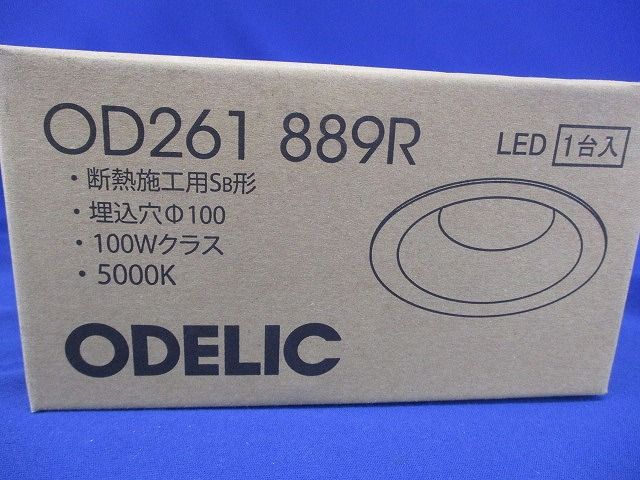 OD261 889R
LED 1台入
・断熱施工用SB形
・埋込穴Φ100
・100Wクラス
・5000K
ODELIC